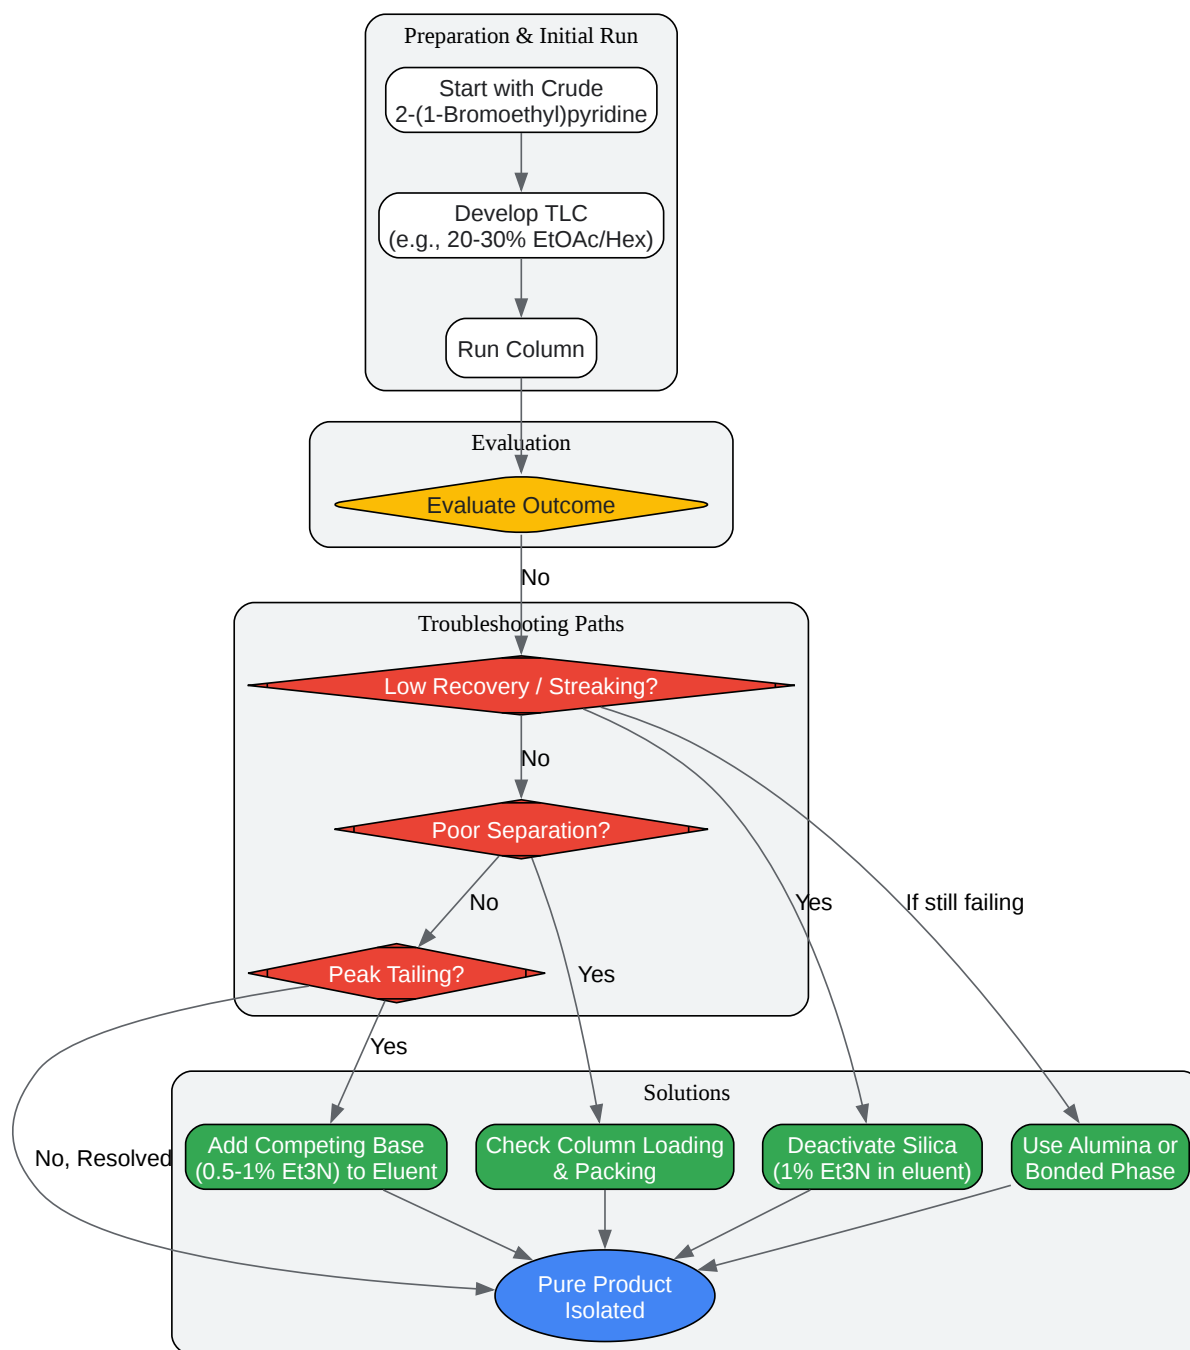 Preparation & Initial Run
Start with Crude
2-(1-Bromoethyl)pyridine
Develop TLC
(e.g., 20-30% EtOAc/Hex)
Run Column
Evaluation
Evaluate Outcome
No
Troubleshooting Paths
Low Recovery / Streaking?
No
Poor Separation?
No
Yes
If still failing
Peak Tailing?
Yes
Yes
Solutions
No, Resolved
Add Competing Base
(0.5-1% Et3N) to Eluent
Check Column Loading
& Packing
Deactivate Silica
(1% Et3N in eluent)
Use Alumina or
Bonded Phase
Pure Product
Isolated